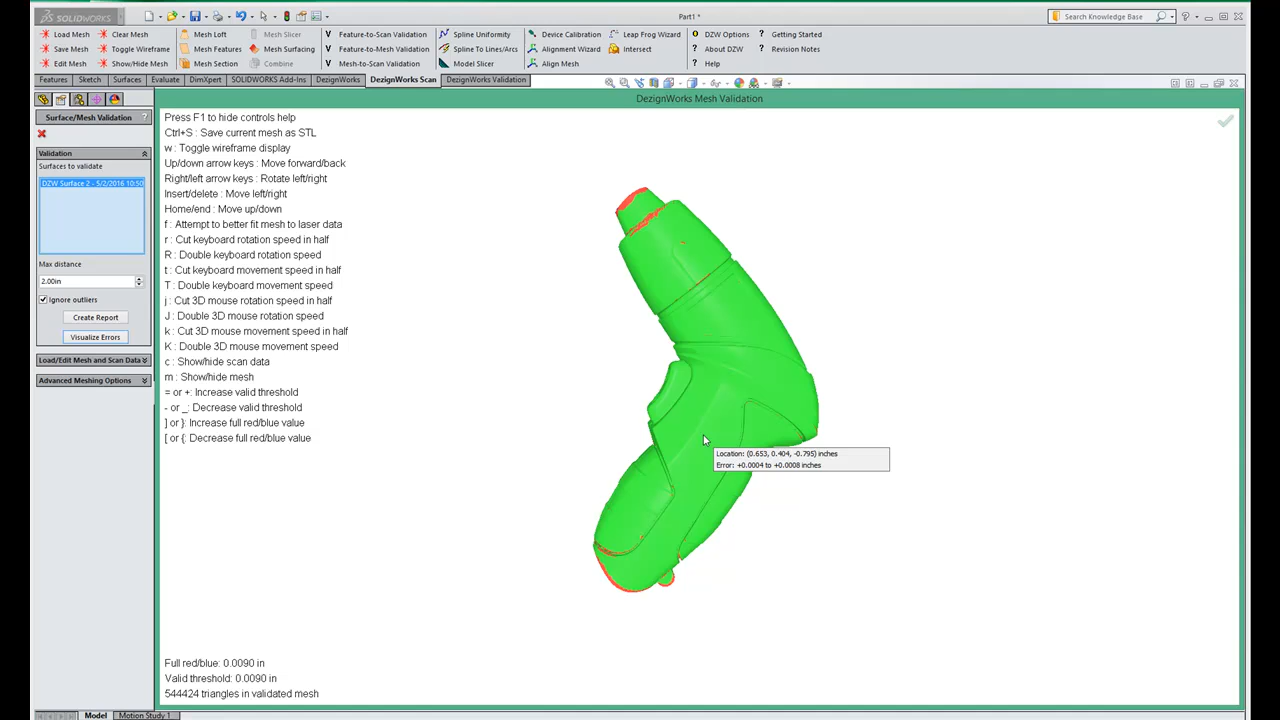 SOLIDWORKS
Part1 *
Search Knowledge Base
Load Mesh
Clear Mesh
Mesh Loft
Mesh Slicer
Feature-to-Scan Validation
Spline Uniformity
Device Calibration
Leap Frog Wizard
DZW Options
Getting Started
Save Mesh
Toggle Wireframe
Mesh Features
Mesh Surfacing
Feature-to-Mesh Validation
Spline To Lines/Arcs
Alignment Wizard
Intersect
About DZW
Revision Notes
Edit Mesh
Show/Hide Mesh
Mesh Section
Combine
Mesh-to-Scan Validation
Model Slicer
Align Mesh
Help
Features
Sketch
Surfaces
Evaluate
DimXpert
SOLIDWORKS Add-Ins
DezignWorks
DezignWorks Scan
DezignWorks Validation
DezignWorks Mesh Validation
Surface/Mesh Validation
?
Validation
Surfaces to validate
DZW Surface 2 - 5/2/2016 10:50
Max distance
2.00in
Ignore outliers
Create Report
Visualize Errors
Load/Edit Mesh and Scan Data
Advanced Meshing Options
Press F1 to hide controls help
Ctrl+S : Save current mesh as STL
w : Toggle wireframe display
Up/down arrow keys : Move forward/back
Right/left arrow keys : Rotate left/right
Insert/delete : Move left/right
Home/end : Move up/down
f : Attempt to better fit mesh to laser data
r : Cut keyboard rotation speed in half
R : Double keyboard rotation speed
t : Cut keyboard movement speed in half
T : Double keyboard movement speed
j : Cut 3D mouse rotation speed in half
J : Double 3D mouse rotation speed
k : Cut 3D mouse movement speed in half
K : Double 3D mouse movement speed
c : Show/hide scan data
m : Show/hide mesh
= or +: Increase valid threshold
- or _: Decrease valid threshold
] or }: Increase full red/blue value
[ or {: Decrease full red/blue value
Location: (0.653, 0.404, -0.795) inches
Error: +0.0004 to +0.0008 inches
Full red/blue: 0.0090 in
Valid threshold: 0.0090 in
544424 triangles in validated mesh
Model
Motion Study 1